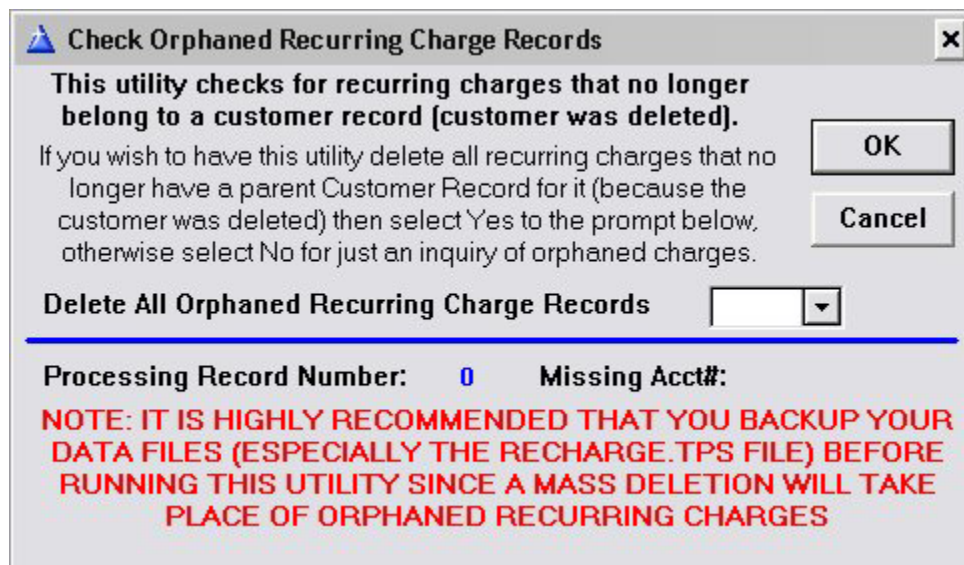 Check Orphaned Recurring Charge Records
This utility checks for recurring charges that no longer
belong to a customer record (customer was deleted).
If you wish to have this utility delete all recurring charges that no
longer have a parent Customer Record for it (because the
customer was deleted) then select Yes to the prompt below,
otherwise select No for just an inquiry of orphaned charges.
OK
Cancel
Delete All Orphaned Recurring Charge Records
Processing Record Number: 0 Missing Acct#:
NOTE: IT IS HIGHLY RECOMMENDED THAT YOU BACKUP YOUR
DATA FILES (ESPECIALLY THE RECHARGE.TPS FILE) BEFORE
RUNNING THIS UTILITY SINCE A MASS DELETION WILL TAKE
PLACE OF ORPHANED RECURRING CHARGES